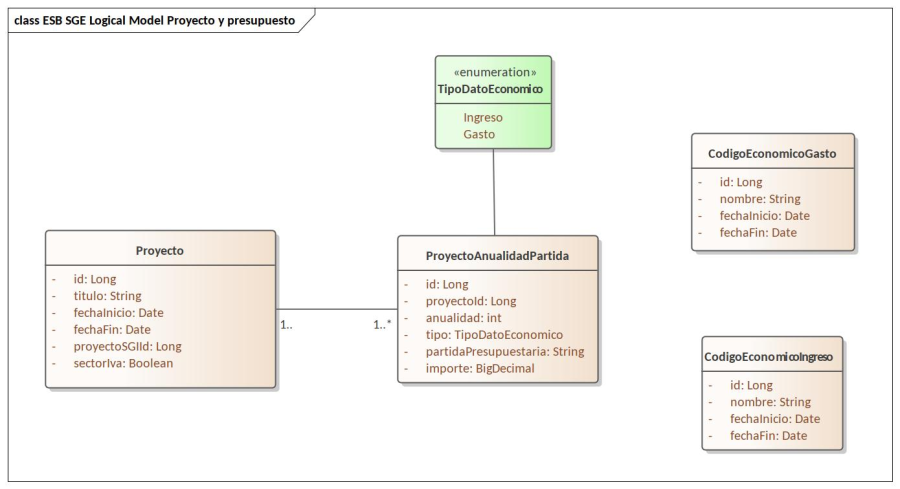 class ESB SGE Logical Model Proyecto y presupuesto
«enumeration»
TipoDatoEconomico
Ingreso
Gasto
CodigoEconomicoGasto
- id: Long
- nombre: String
- fechaInicio: Date
- fechaFin: Date
Proyecto
- id: Long
- titulo: String
- fechaInicio: Date
- fechaFin: Date
- proyectoSGIId: Long
- sectorIva: Boolean
1..
1..*
ProyectoAnualidadPartida
- id: Long
- proyectoId: Long
- anualidad: int
- tipo: TipoDatoEconomico
- partidaPresupuestaria: String
- importe: BigDecimal
CodigoEconomicoIngreso
- id: Long
- nombre: String
- fechaInicio: Date
- fechaFin: Date